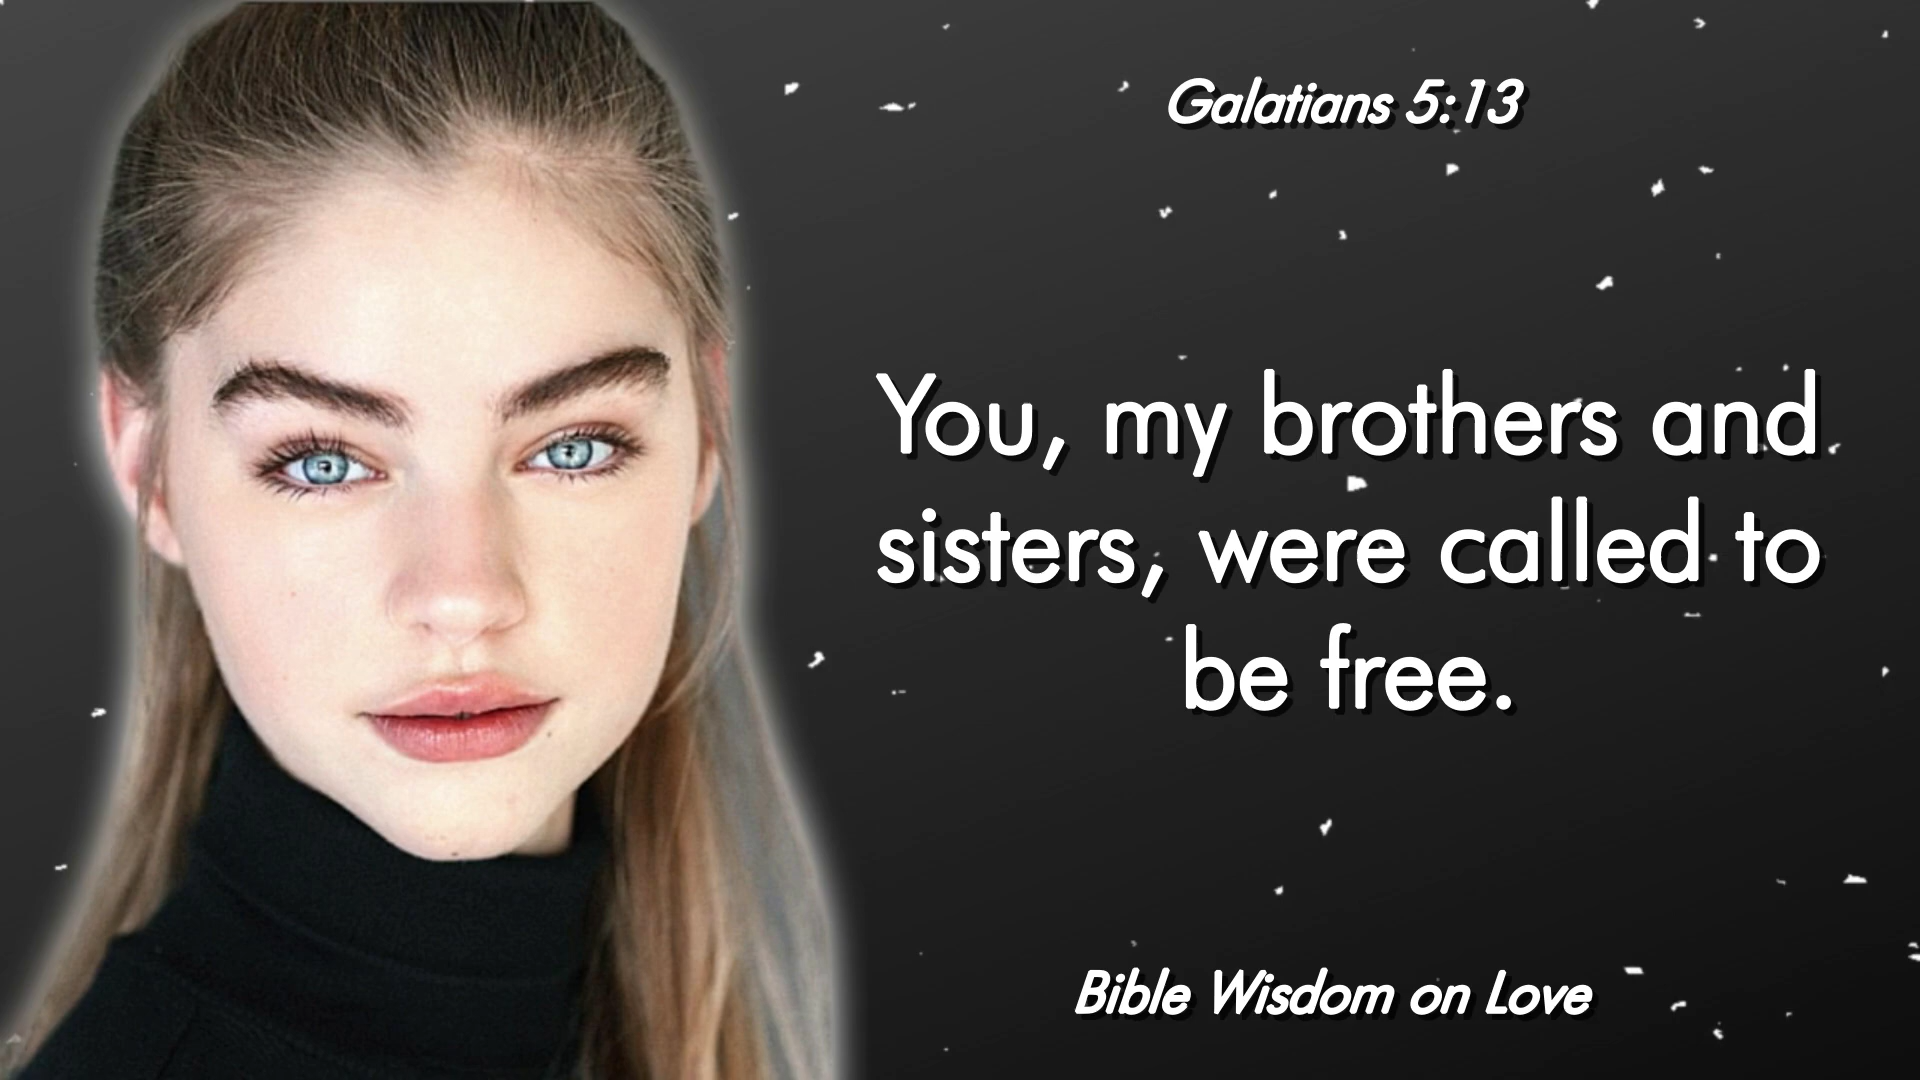 Galatians 5:13
You, my brothers and
sisters, were called to
be free.
Bible Wisdom on Love